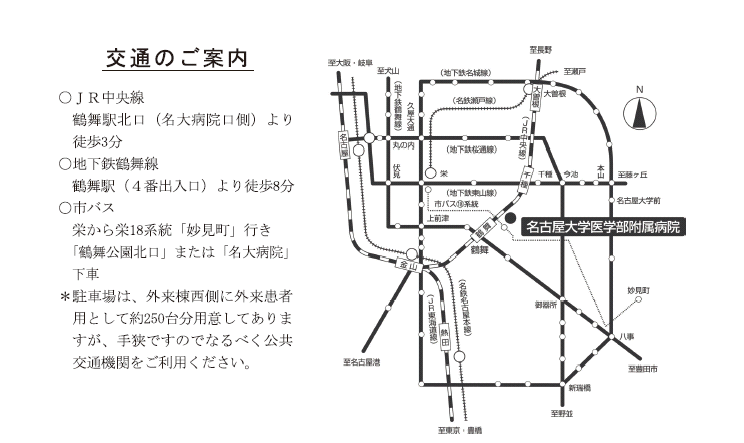 交通のご案内
○ＪＲ中央線
鶴舞駅北口（名大病院口側）より
徒歩3分
○地下鉄鶴舞線
鶴舞駅（４番出入口）より徒歩8分
○市バス
栄から栄18系統「妙見町」行き
「鶴舞公園北口」または「名大病院」
下車
＊駐車場は、外来棟西側に外来患者
用として約250台分用意してありま
すが、手狭ですのでなるべく公共
交通機関をご利用ください。
至長野
至大阪・岐阜
至犬山
(地下鉄名城線)
至瀬戸
大曽根
大曽根
N
(地下鉄鶴舞線)
久屋大通
(名鉄瀬戸線)
(ＪＲ中央線)
名古屋
丸の内
(地下鉄桜通線)
伏見
栄
千種
千種
今池
本山
至藤ヶ丘
(地下鉄東山線)
市バス⑱系統
名古屋大学前
上前津
鶴舞
鶴舞
名古屋大学医学部附属病院
金山
(ＪＲ東海道線)
(名鉄名古屋本線)
熱田
御器所
妙見町
八事
至名古屋港
至豊田市
新瑞橋
至野並
至東京・豊橋